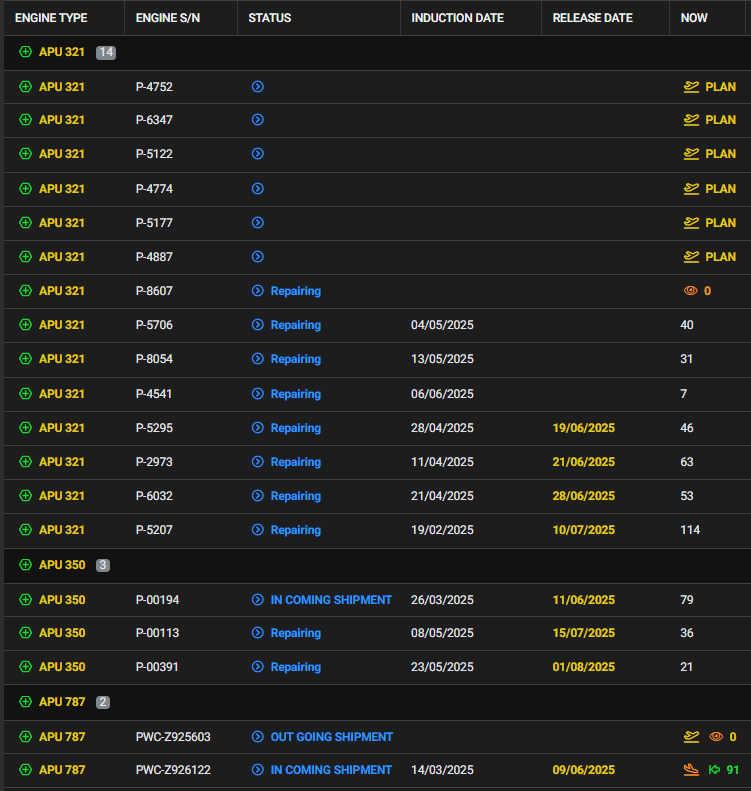 ENGINE TYPE ENGINE S/N STATUS INDUCTION DATE RELEASE DATE NOW
APU 321 14
APU 321 P-4752 PLAN
APU 321 P-6347 PLAN
APU 321 P-5122 PLAN
APU 321 P-4774 PLAN
APU 321 P-5177 PLAN
APU 321 P-4887 PLAN
APU 321 P-8607 Repairing 0
APU 321 P-5706 Repairing 04/05/2025 40
APU 321 P-8054 Repairing 13/05/2025 31
APU 321 P-4541 Repairing 06/06/2025 7
APU 321 P-5295 Repairing 28/04/2025 19/06/2025 46
APU 321 P-2973 Repairing 11/04/2025 21/06/2025 63
APU 321 P-6032 Repairing 21/04/2025 28/06/2025 53
APU 321 P-5207 Repairing 19/02/2025 10/07/2025 114
APU 350 3
APU 350 P-00194 IN COMING SHIPMENT 26/03/2025 11/06/2025 79
APU 350 P-00113 Repairing 08/05/2025 15/07/2025 36
APU 350 P-00391 Repairing 23/05/2025 01/08/2025 21
APU 787 2
APU 787 PWC-Z925603 OUT GOING SHIPMENT 0
APU 787 PWC-Z926122 IN COMING SHIPMENT 14/03/2025 09/06/2025 91